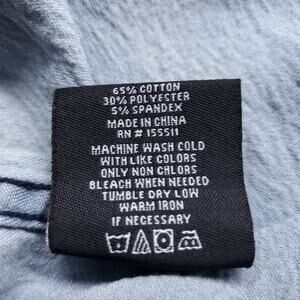 65% COTTON
30% POLYESTER
5% SPANDEX
MADE IN CHINA
RN # 155511
MACHINE WASH COLD
WITH LIKE COLORS
ONLY NON CHLORS
BLEACH WHEN NEEDED
TUMBLE DRY LOW
WARM IRON
IF NECESSARY